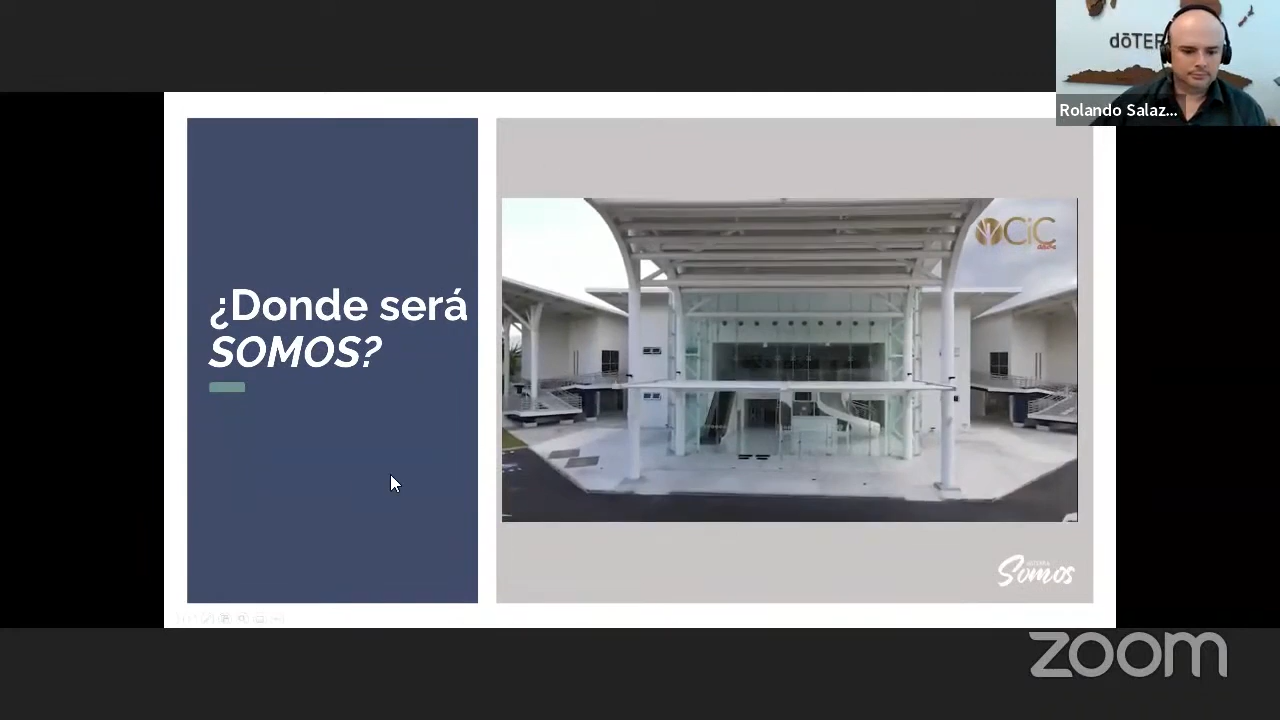 dōTER
Rolando Salaz...
CiC
¿Donde será
SOMOS?
Somos
zoom